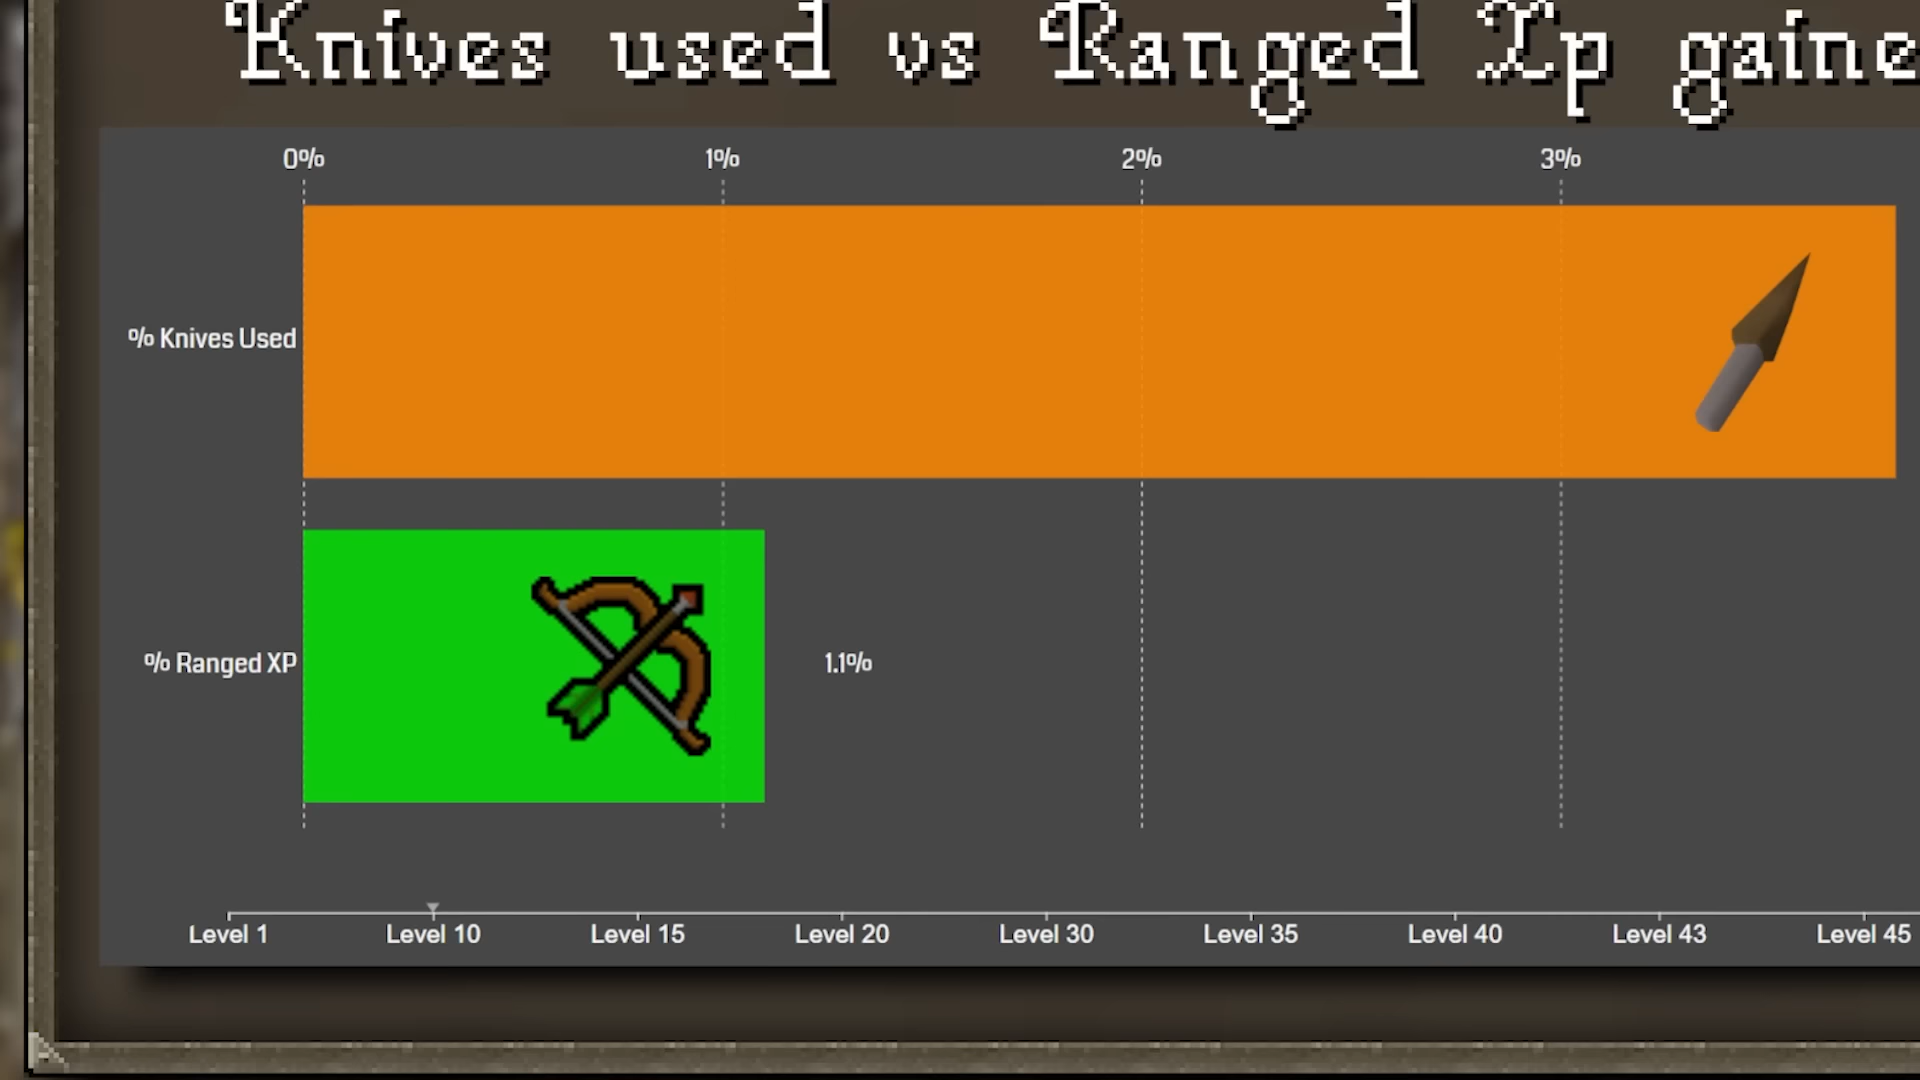 Knives used vs Ranged Xp gaine
0% 1% 2% 3%
% Knives Used
% Ranged XP 1.1%
Level 1 Level 10 Level 15 Level 20 Level 30 Level 35 Level 40 Level 43 Level 45